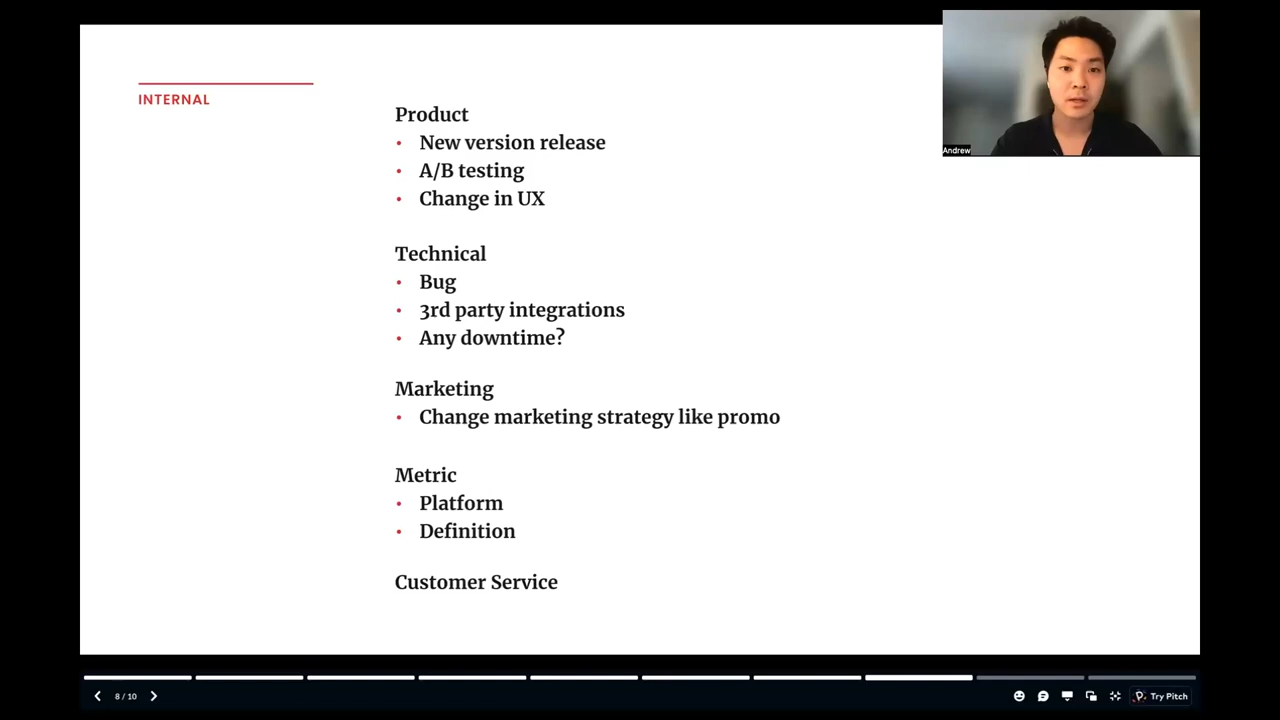 INTERNAL
Product
• New version release
• A/B testing
• Change in UX
Technical
• Bug
• 3rd party integrations
• Any downtime?
Marketing
• Change marketing strategy like promo
Metric
• Platform
• Definition
Customer Service
Andrew
8 / 10
Try Pitch